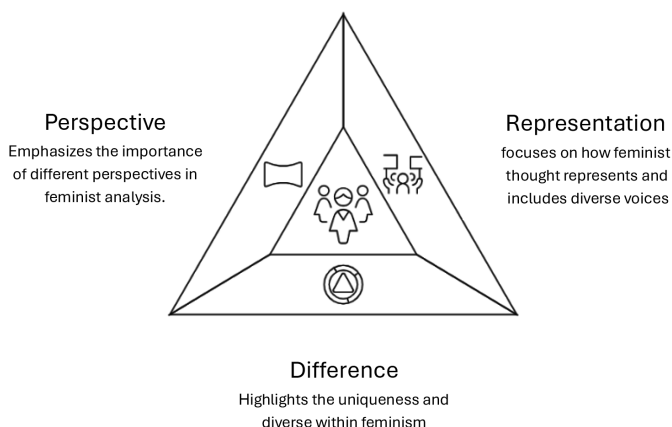 Perspective
Emphasizes the importance
of different perspectives in
feminist analysis.
Representation
focuses on how feminist
thought represents and
includes diverse voices
Difference
Highlights the uniqueness and
diverse within feminism